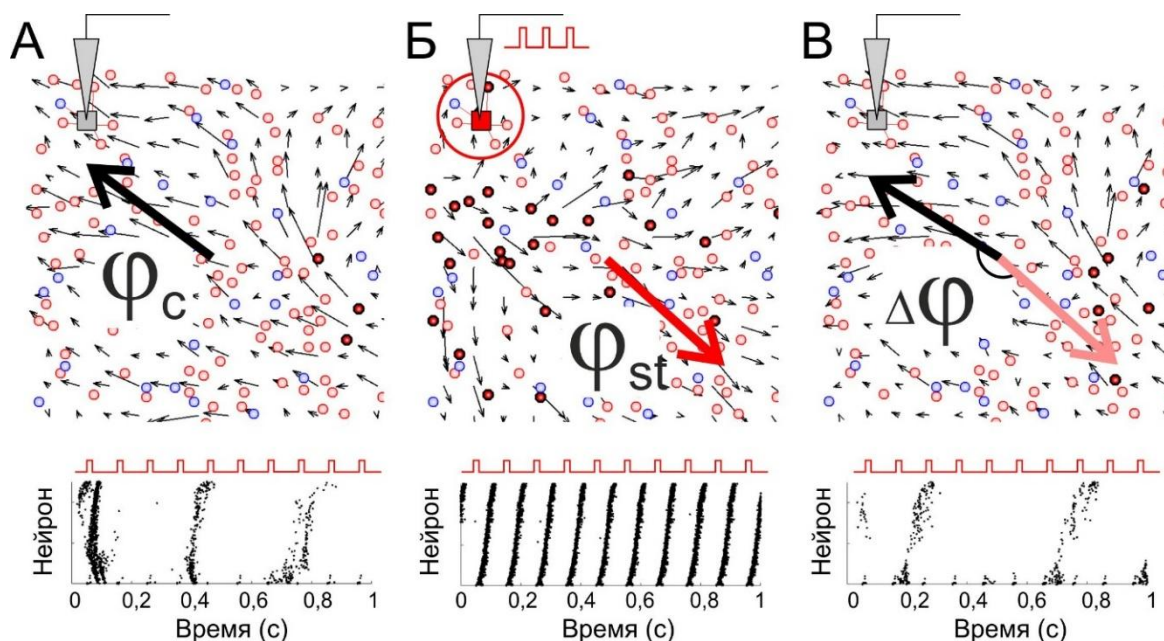 А
Б
В
φc
φst
Δφ
Нейрон
0 0,2 0,4 0,6 0,8 1
Время (с)
Нейрон
0 0,2 0,4 0,6 0,8 1
Время (с)
Нейрон
0 0,2 0,4 0,6 0,8 1
Время (с)